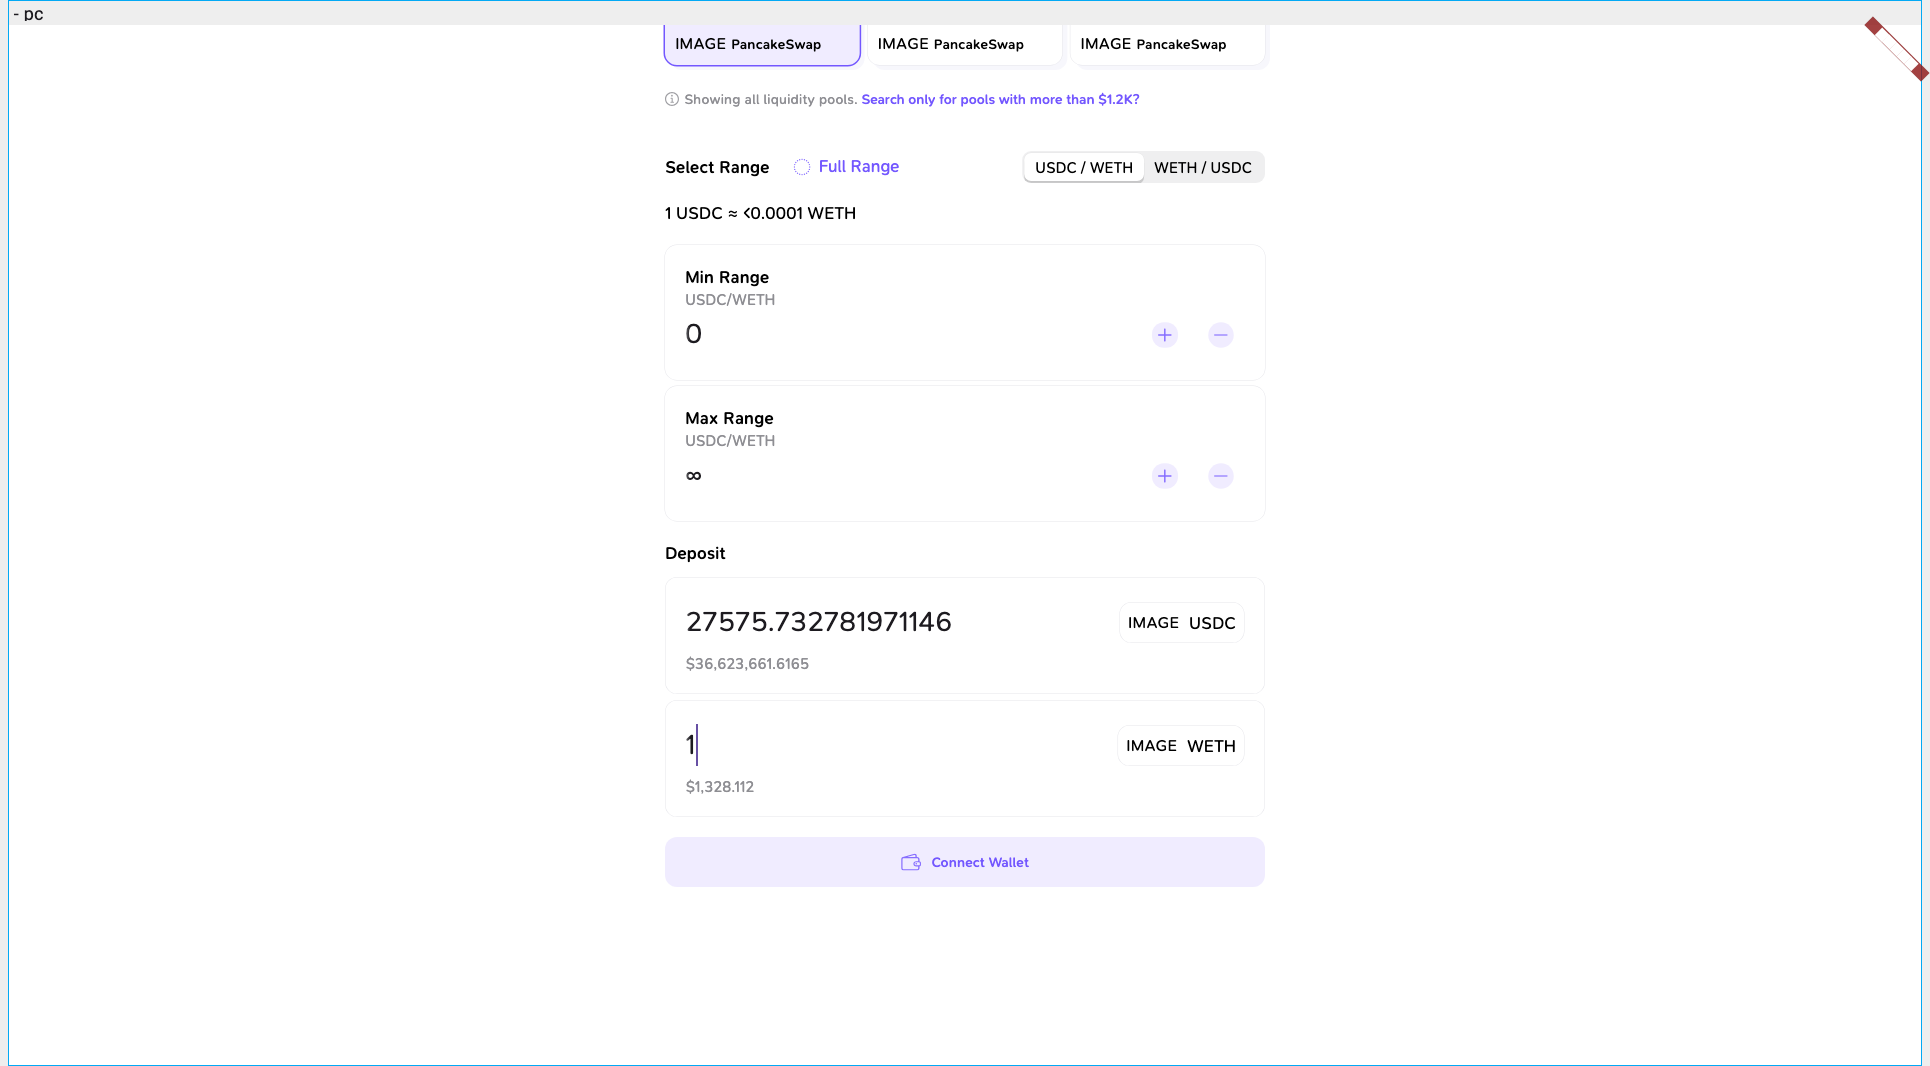 - pc
IMAGE PancakeSwap IMAGE PancakeSwap IMAGE PancakeSwap
Showing all liquidity pools. Search only for pools with more than $1.2K?
Select Range Full Range USDC / WETH WETH / USDC
1 USDC ≈ <0.0001 WETH
Min Range
USDC/WETH
0
Max Range
USDC/WETH
∞
Deposit
27575.732781971146 IMAGE USDC
$36,623,661.6165
1 IMAGE WETH
$1,328.112
Connect Wallet